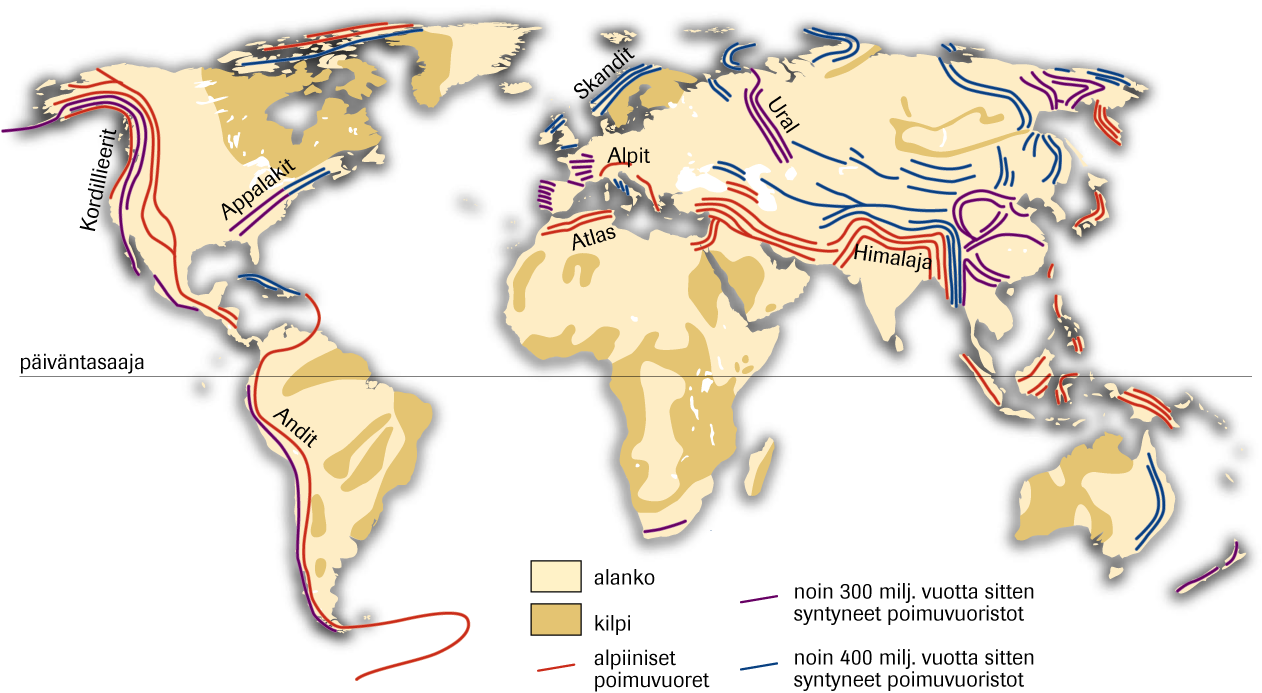 Skandit
Ural
Alpit
Kordillieerit
Appalakit
Atlas
Himalaja
päiväntasaaja
Andit
alanko
kilpi
alpiiniset
poimuvuoret
noin 300 milj. vuotta sitten
syntyneet poimuvuoristot
noin 400 milj. vuotta sitten
syntyneet poimuvuoristot